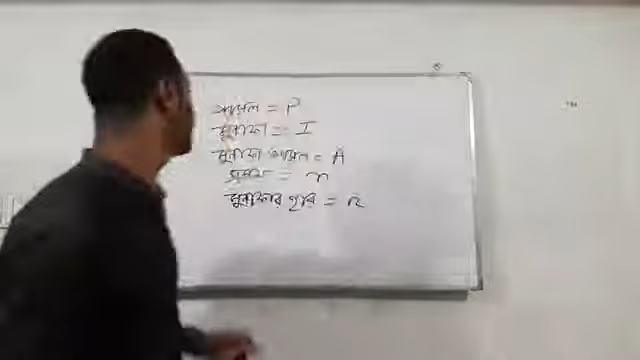 আসল = P
মুনাফা = I
মুনাফা আসল = A
সময় = n
মুনাফার হার = r